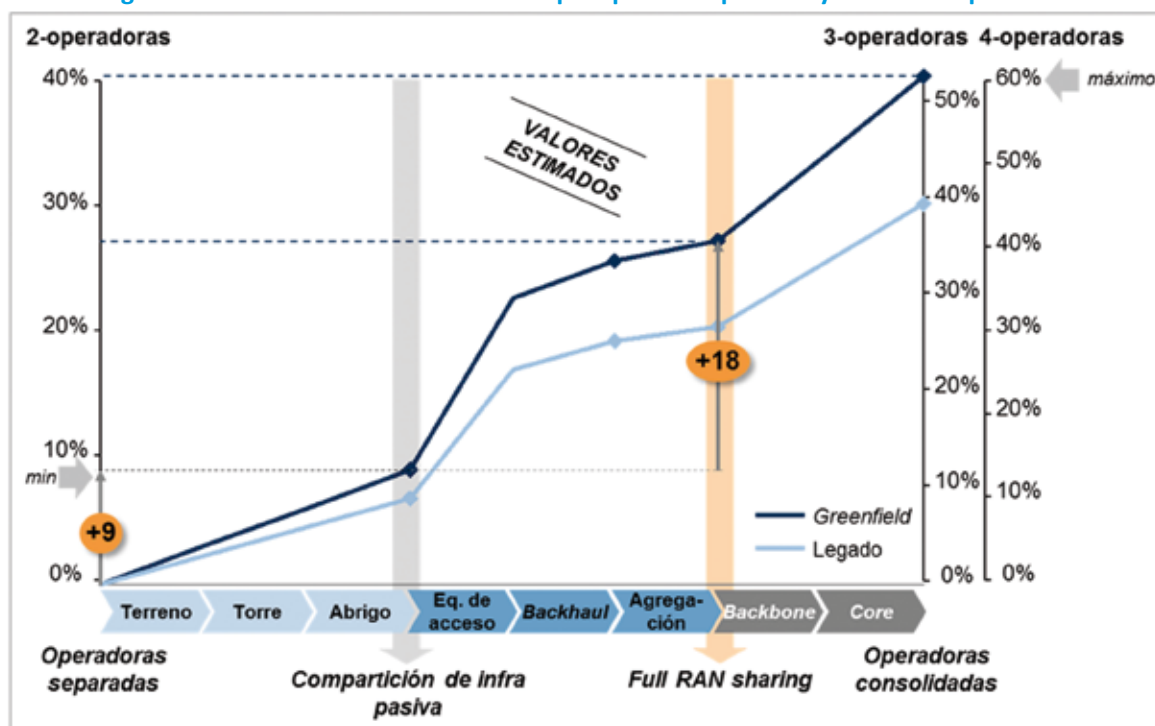 2-operadoras
3-operadoras 4-operadoras
40%
60%
máximo
50%
VALORES
ESTIMADOS
50%
30%
40%
40%
30%
20%
30%
+18
20%
20%
10%
min
10%
10%
Greenfield
+9
Legado
0%
0%
0%
Terreno
Torre
Abrigo
Eq. de
acceso
Backhaul
Agrega-
ción
Backbone
Core
Operadoras
separadas
Compartición de infra
pasiva
Full RAN sharing
Operadoras
consolidadas